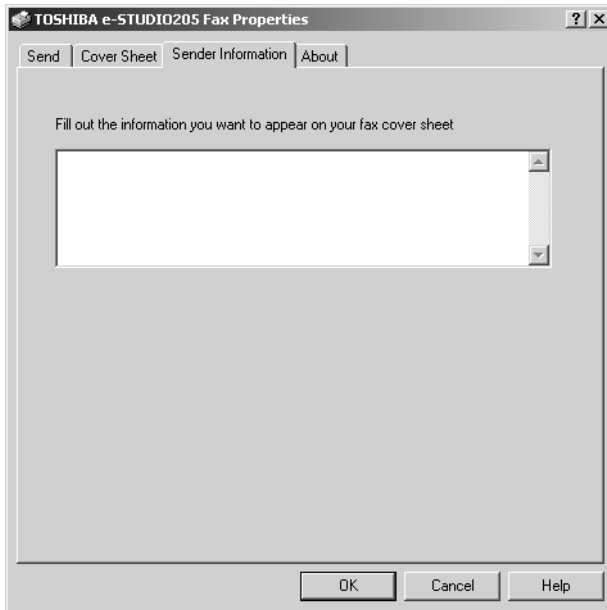 TOSHIBA e-STUDIO205 Fax Properties
Send Cover Sheet Sender Information About
Fill out the information you want to appear on your fax cover sheet
OK Cancel Help